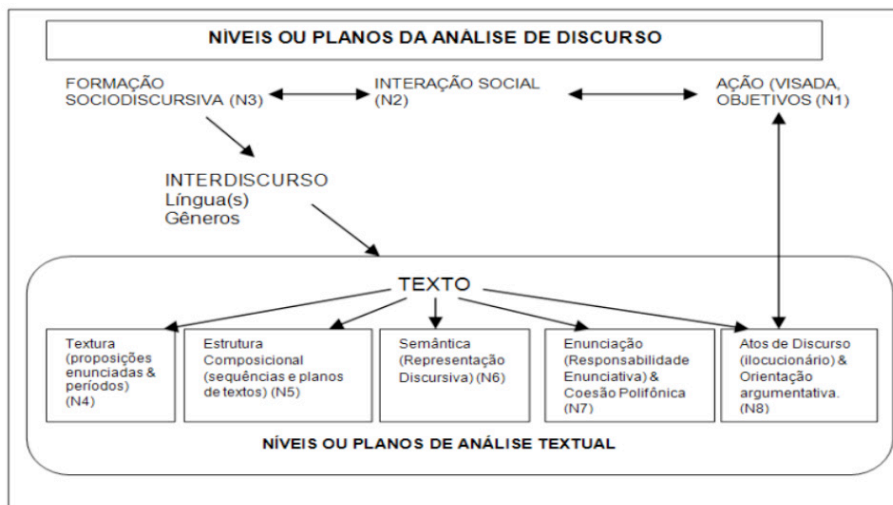 NÍVEIS OU PLANOS DA ANÁLISE DE DISCURSO
FORMAÇÃO
SOCIODISCURSIVA (N3)
INTERAÇÃO SOCIAL
(N2)
AÇÃO (VISADA,
OBJETIVOS (N1)
INTERDISCURSO
Língua(s)
Gêneros
TEXTO
Textura
(proposições
enunciadas &
períodos)
(N4)
Estrutura
Composicional
(sequências e planos
de textos) (N5)
Semântica
(Representação
Discursiva) (N6)
Enunciação
(Responsabilidade
Enunciativa) &
Coesão Polifônica
(N7)
Atos de Discurso
(ilocucionário) &
Orientação
argumentativa.
(N8)
NÍVEIS OU PLANOS DE ANÁLISE TEXTUAL